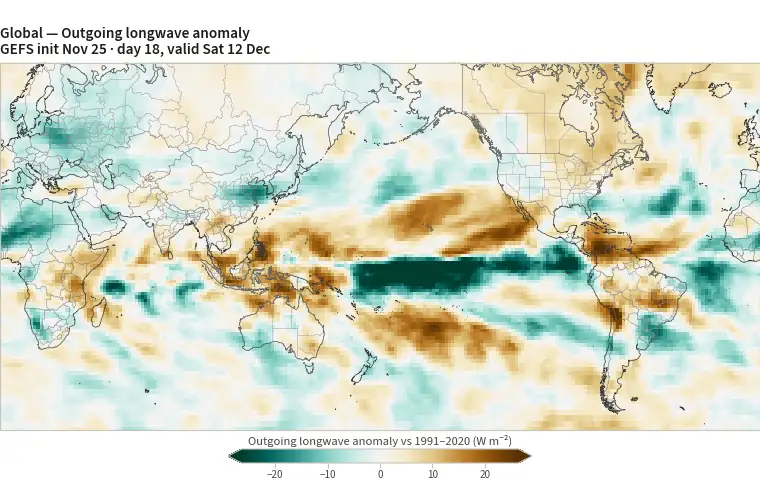 Global — Outgoing longwave anomaly
GEFS init Nov 25 · day 18, valid Sat 12 Dec
Outgoing longwave anomaly vs 1991–2020 (W m⁻²)
−20 −10 0 10 20